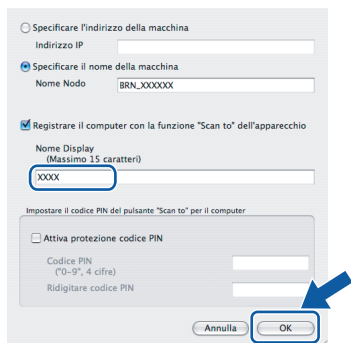 Specificare l'indirizzo della macchina
Indirizzo IP
Specificare il nome della macchina
Nome Nodo BRN_XXXXXX
Registrare il computer con la funzione "Scan to" dell'apparecchio
Nome Display
(Massimo 15 caratteri)
XXXX
Impostare il codice PIN del pulsante "Scan to" per il computer
Attiva protezione codice PIN
Codice PIN
("0–9", 4 cifre)
Ridigitare codice PIN
Annulla OK